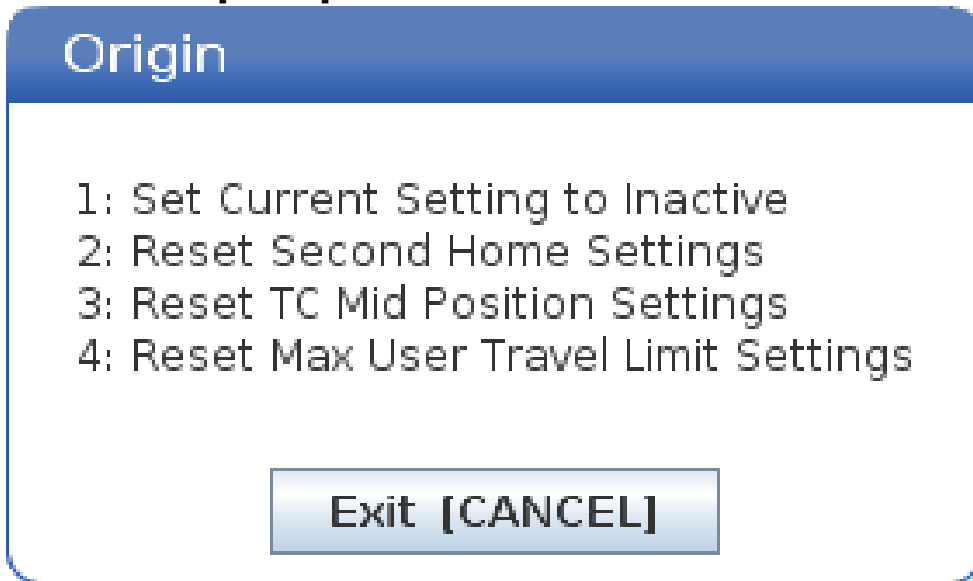 Origin
1: Set Current Setting to Inactive
2: Reset Second Home Settings
3: Reset TC Mid Position Settings
4: Reset Max User Travel Limit Settings
Exit [CANCEL]